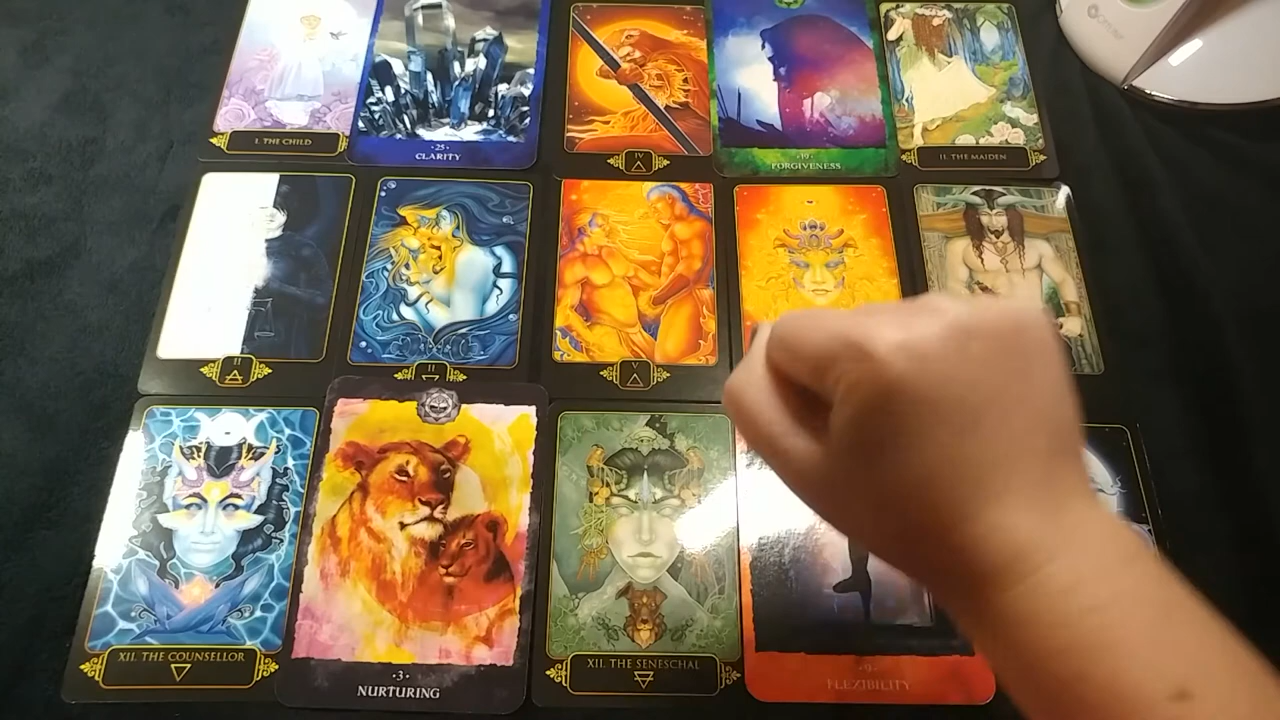 I. THE CHILD
·25·
CLARITY
IV
·19·
FORGIVENESS
II. THE MAIDEN
II
II
V
XII. THE COUNSELLOR
·3·
NURTURING
XII. THE SENESCHAL
·9·
FLEXIBILITY